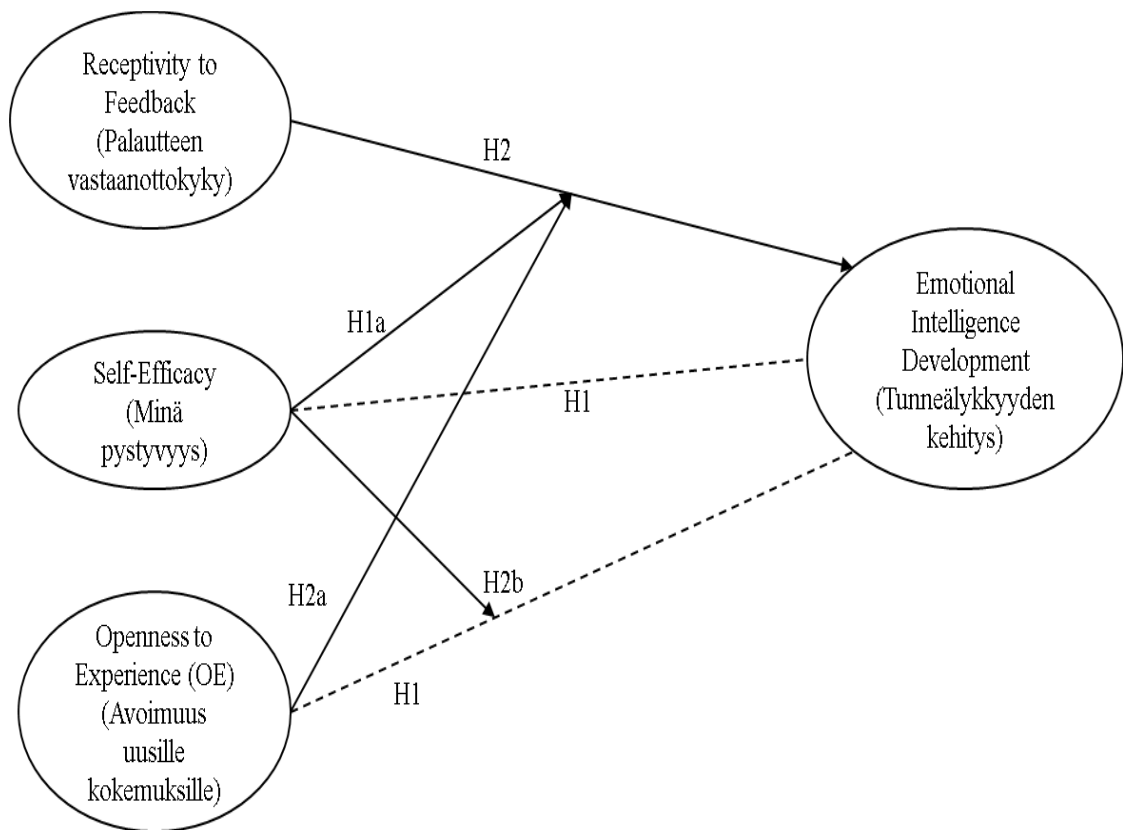 Receptivity to
Feedback
(Palautteen
vastaanottokyky)
H2
Emotional
Intelligence
Development
(Tunneälykkyyden
kehitys)
H1a
Self-Efficacy
(Minä
pystyvyys)
H1
H2a
H2b
Openness to
Experience (OE)
(Avoimuus
uusille
kokemuksille)
H1